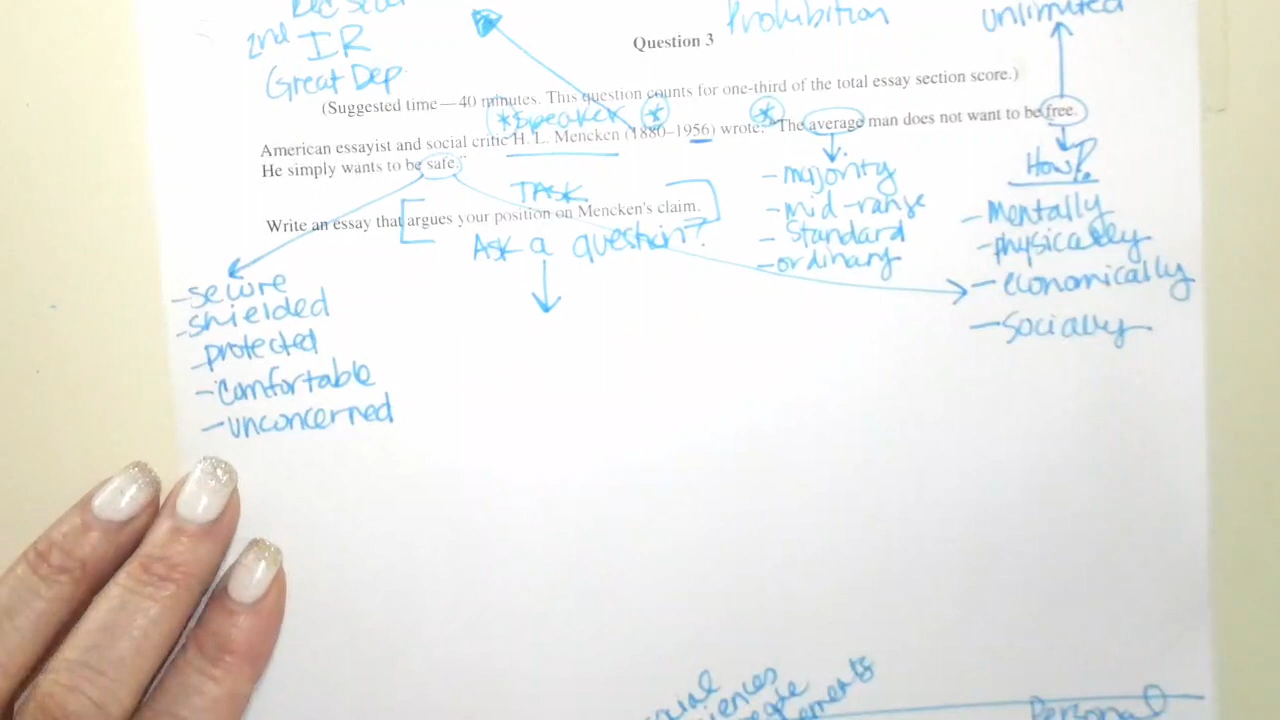 2nd IR
Great Dep.
Prohibition
unlimited
Question 3
(Suggested time—40 minutes. This question counts for one-third of the total essay section score.)
*Speaker *
*
American essayist and social critic H. L. Mencken (1880–1956) wrote: "The average man does not want to be free.
He simply wants to be safe."
TASK
Write an essay that argues your position on Mencken's claim.
Ask a question?
- majority
- mid-range
- Standard
- ordinary
How?
- Mentally
- physically
- economically
- Socially
- secure
- shielded
- protected
- comfortable
- unconcerned
Personal